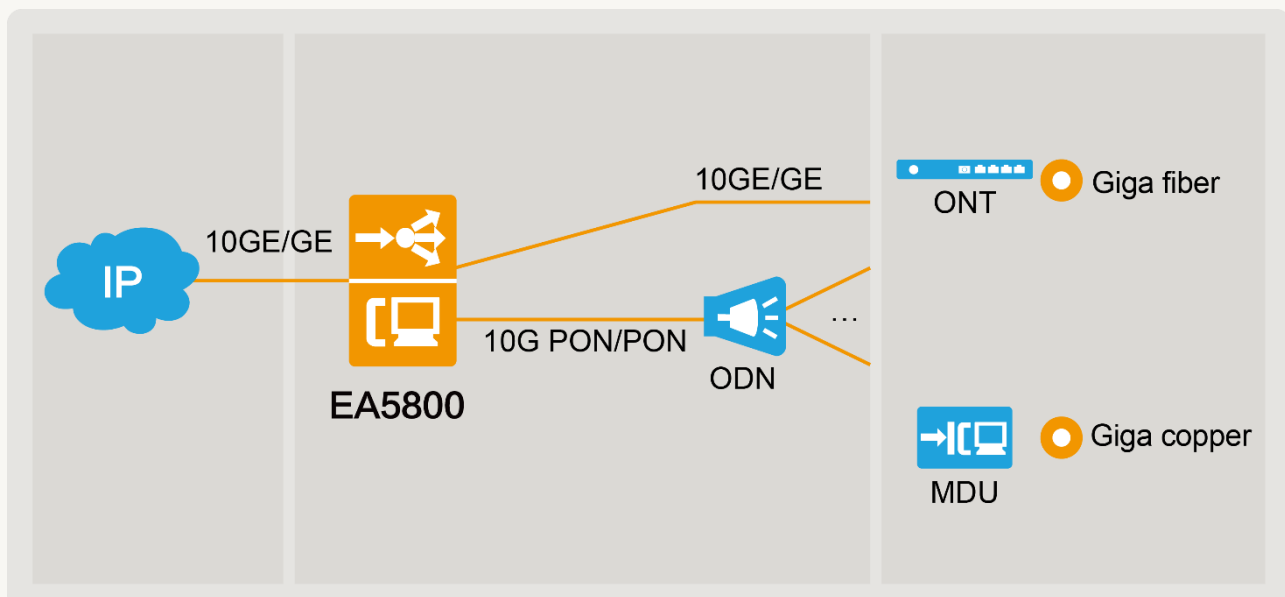 10GE/GE
ONT
Giga fiber
IP
10GE/GE
10G PON/PON
...
ODN
EA5800
Giga copper
MDU